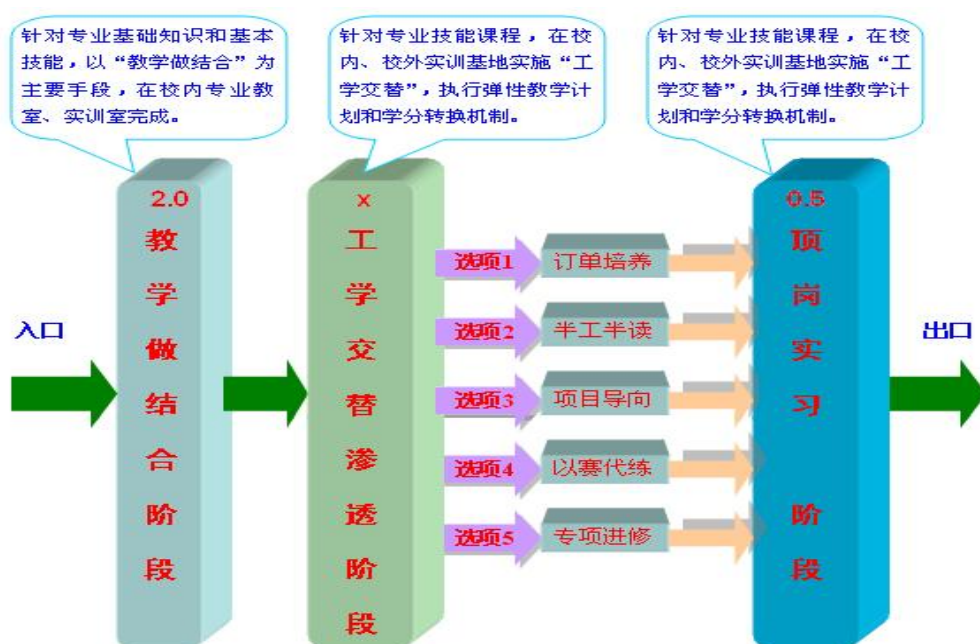 针对专业基础知识和基本
技能，以“教学做结合”为
主要手段，在校内专业教
室、实训室完成。
针对专业技能课程，在校
内、校外实训基地实施“工
学交替”，执行弹性教学计
划和学分转换机制。
针对专业技能课程，在校
内、校外实训基地实施“工
学交替”，执行弹性教学计
划和学分转换机制。
入口
2.0
教学做结合阶段
x
工学交替渗透阶段
选项1
订单培养
选项2
半工半读
选项3
项目导向
选项4
以赛代练
选项5
专项进修
0.5
顶岗实习阶段
出口